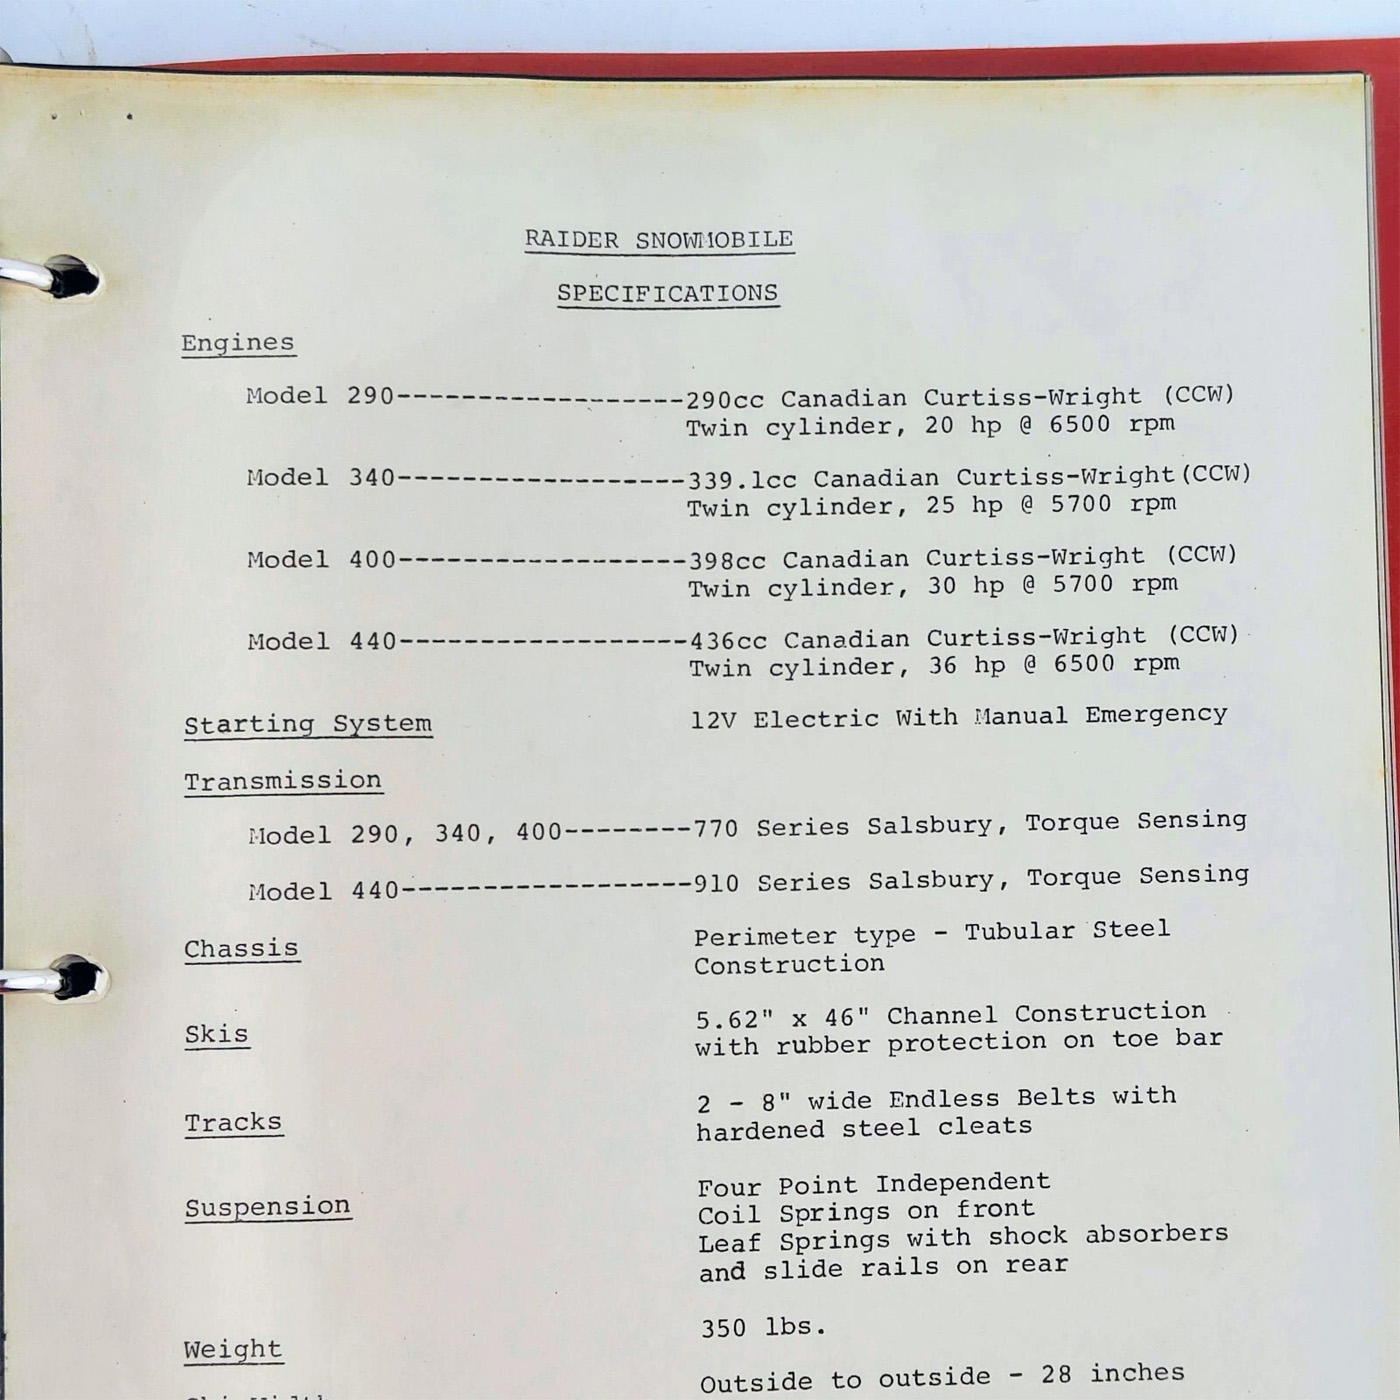 RAIDER SNOWMOBILE
SPECIFICATIONS
Engines
Model 290------------------290cc Canadian Curtiss-Wright (CCW)
Twin cylinder, 20 hp @ 6500 rpm
Model 340------------------339.1cc Canadian Curtiss-Wright(CCW)
Twin cylinder, 25 hp @ 5700 rpm
Model 400------------------398cc Canadian Curtiss-Wright (CCW)
Twin cylinder, 30 hp @ 5700 rpm
Model 440------------------436cc Canadian Curtiss-Wright (CCW)
Twin cylinder, 36 hp @ 6500 rpm
Starting System 12V Electric With Manual Emergency
Transmission
Model 290, 340, 400--------770 Series Salsbury, Torque Sensing
Model 440------------------910 Series Salsbury, Torque Sensing
Chassis Perimeter type - Tubular Steel
Construction
Skis 5.62" x 46" Channel Construction
with rubber protection on toe bar
Tracks 2 - 8" wide Endless Belts with
hardened steel cleats
Suspension Four Point Independent
Coil Springs on front
Leaf Springs with shock absorbers
and slide rails on rear
Weight 350 lbs.
Outside to outside - 28 inches